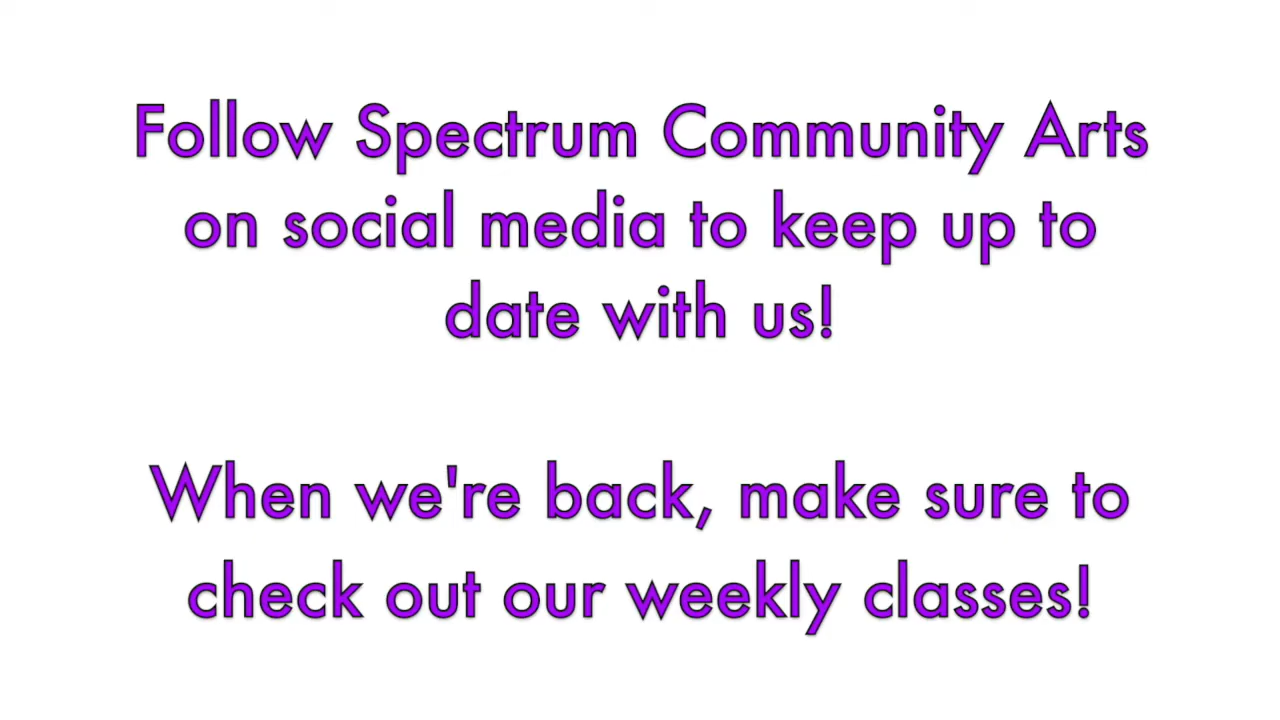 Follow Spectrum Community Arts
on social media to keep up to
date with us!
When we're back, make sure to
check out our weekly classes!